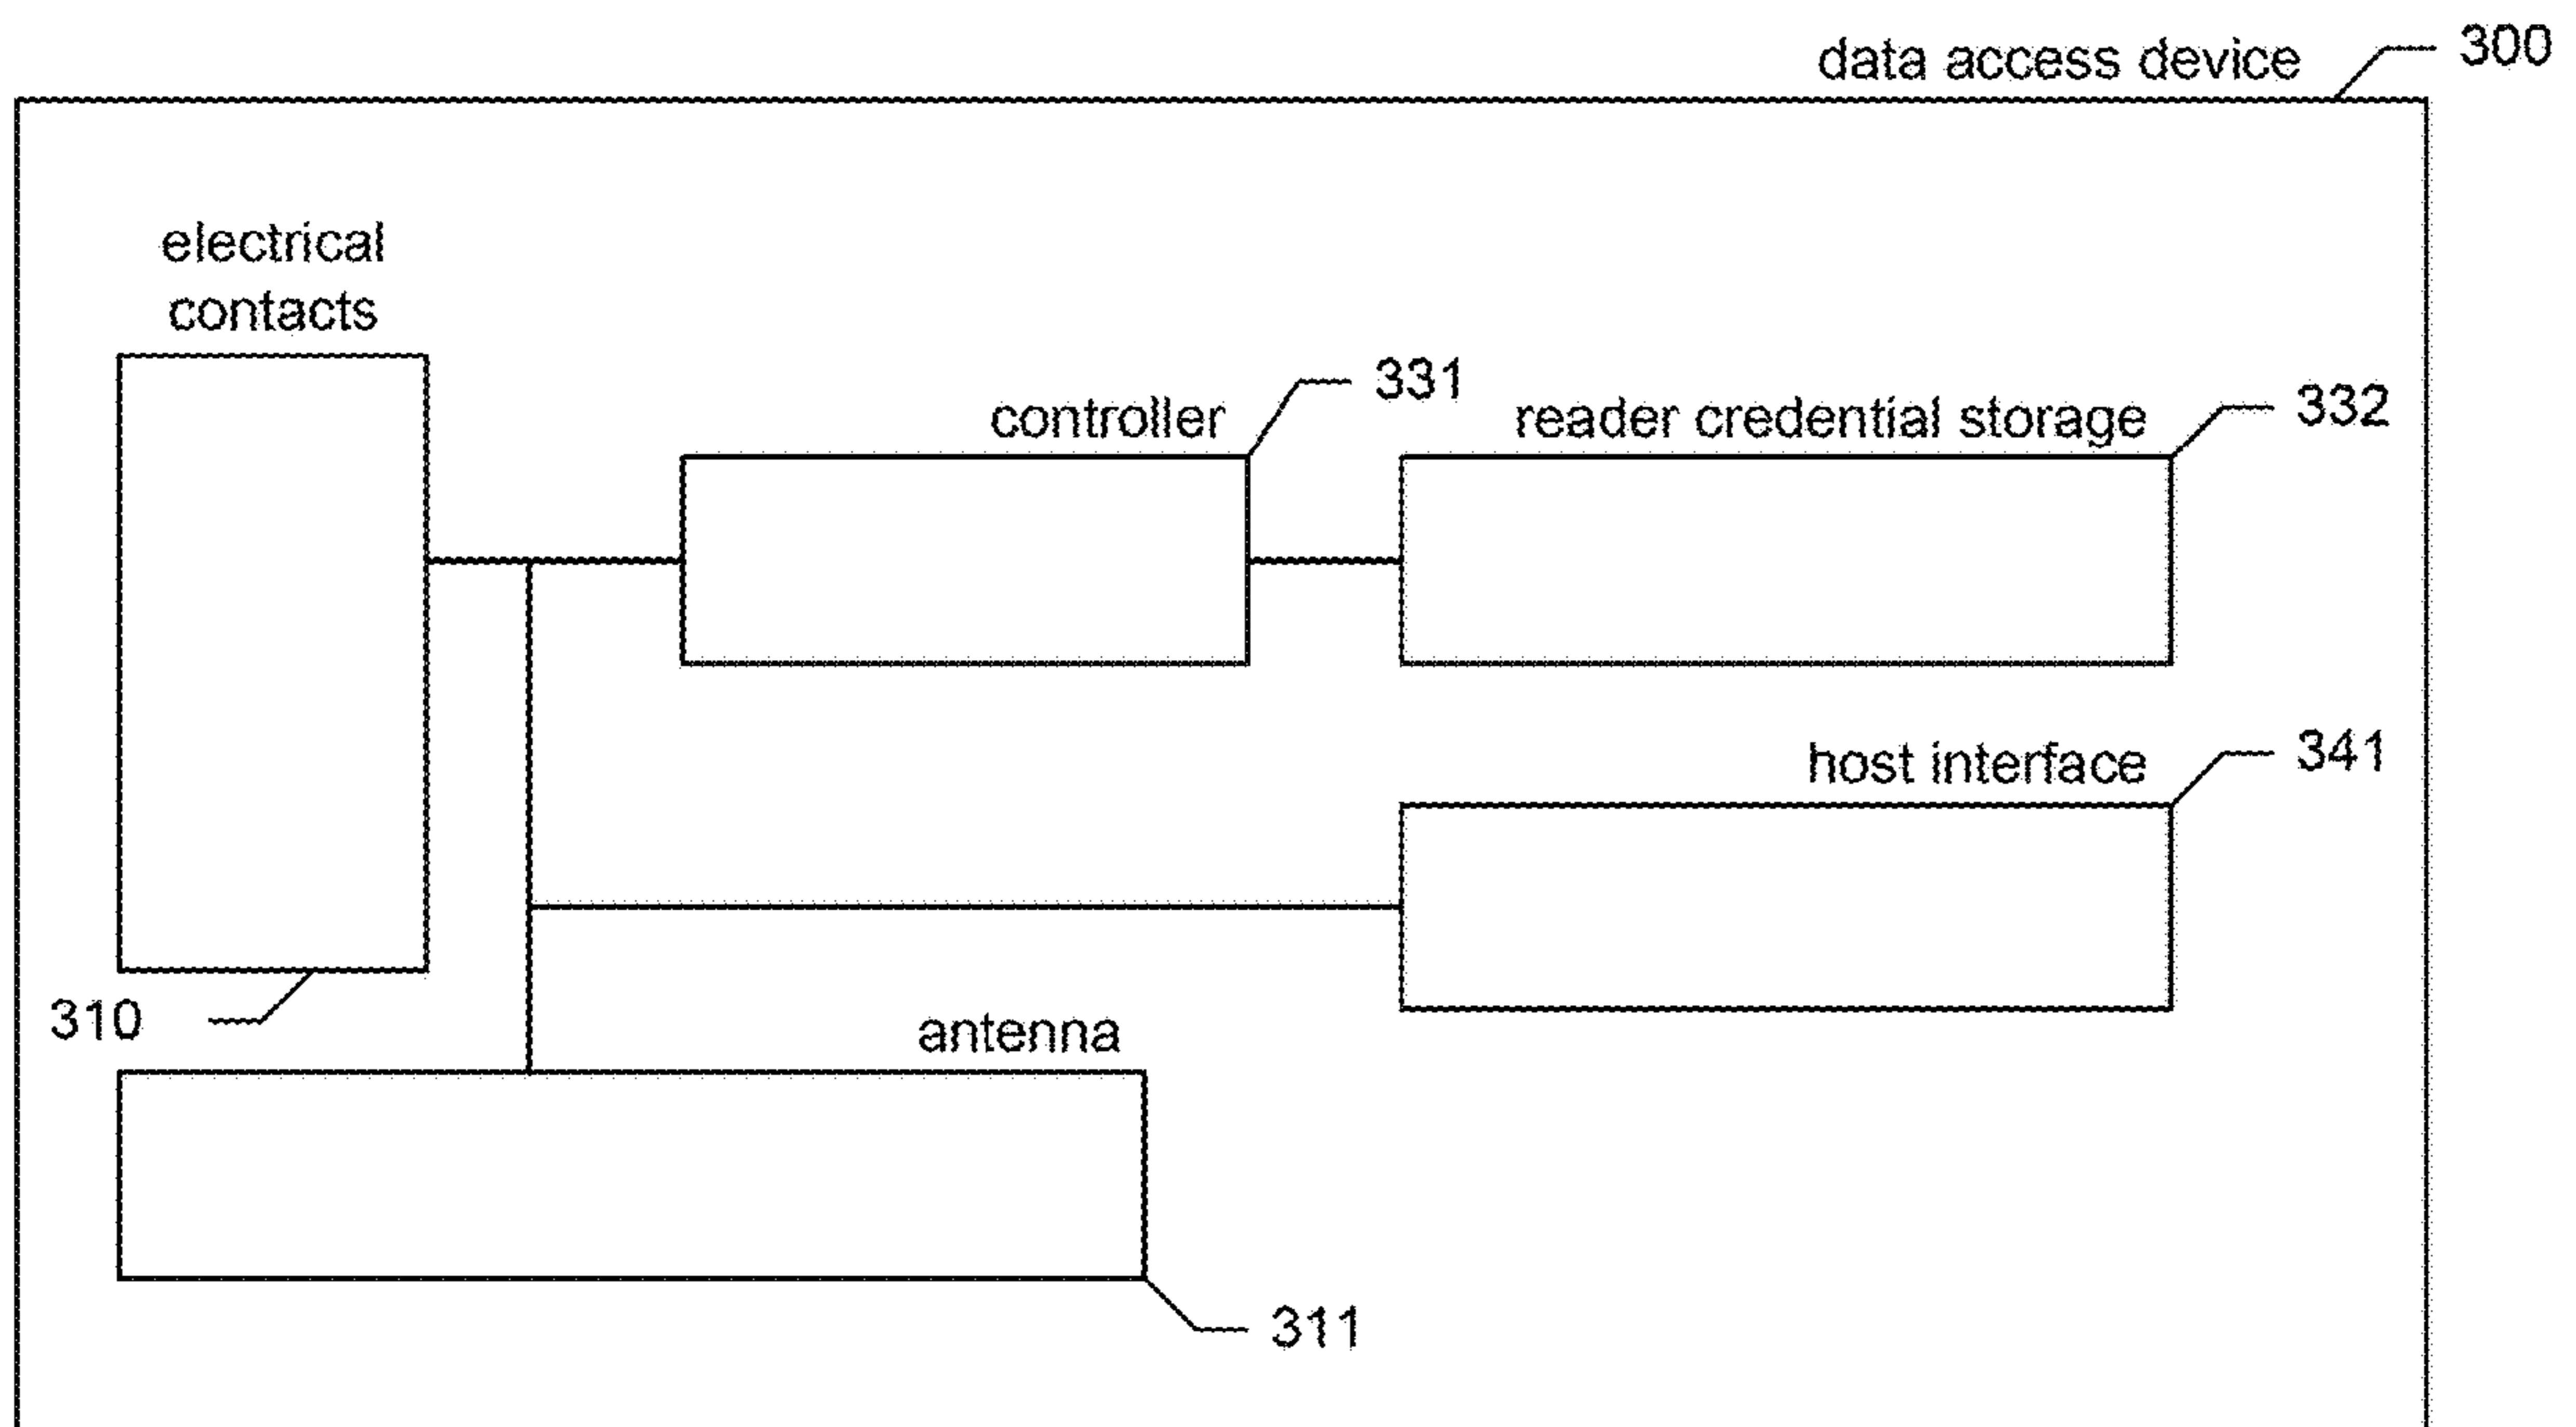 data access device
300
electrical
contacts
controller
331
reader credential storage
332
host interface
341
310
antenna
311